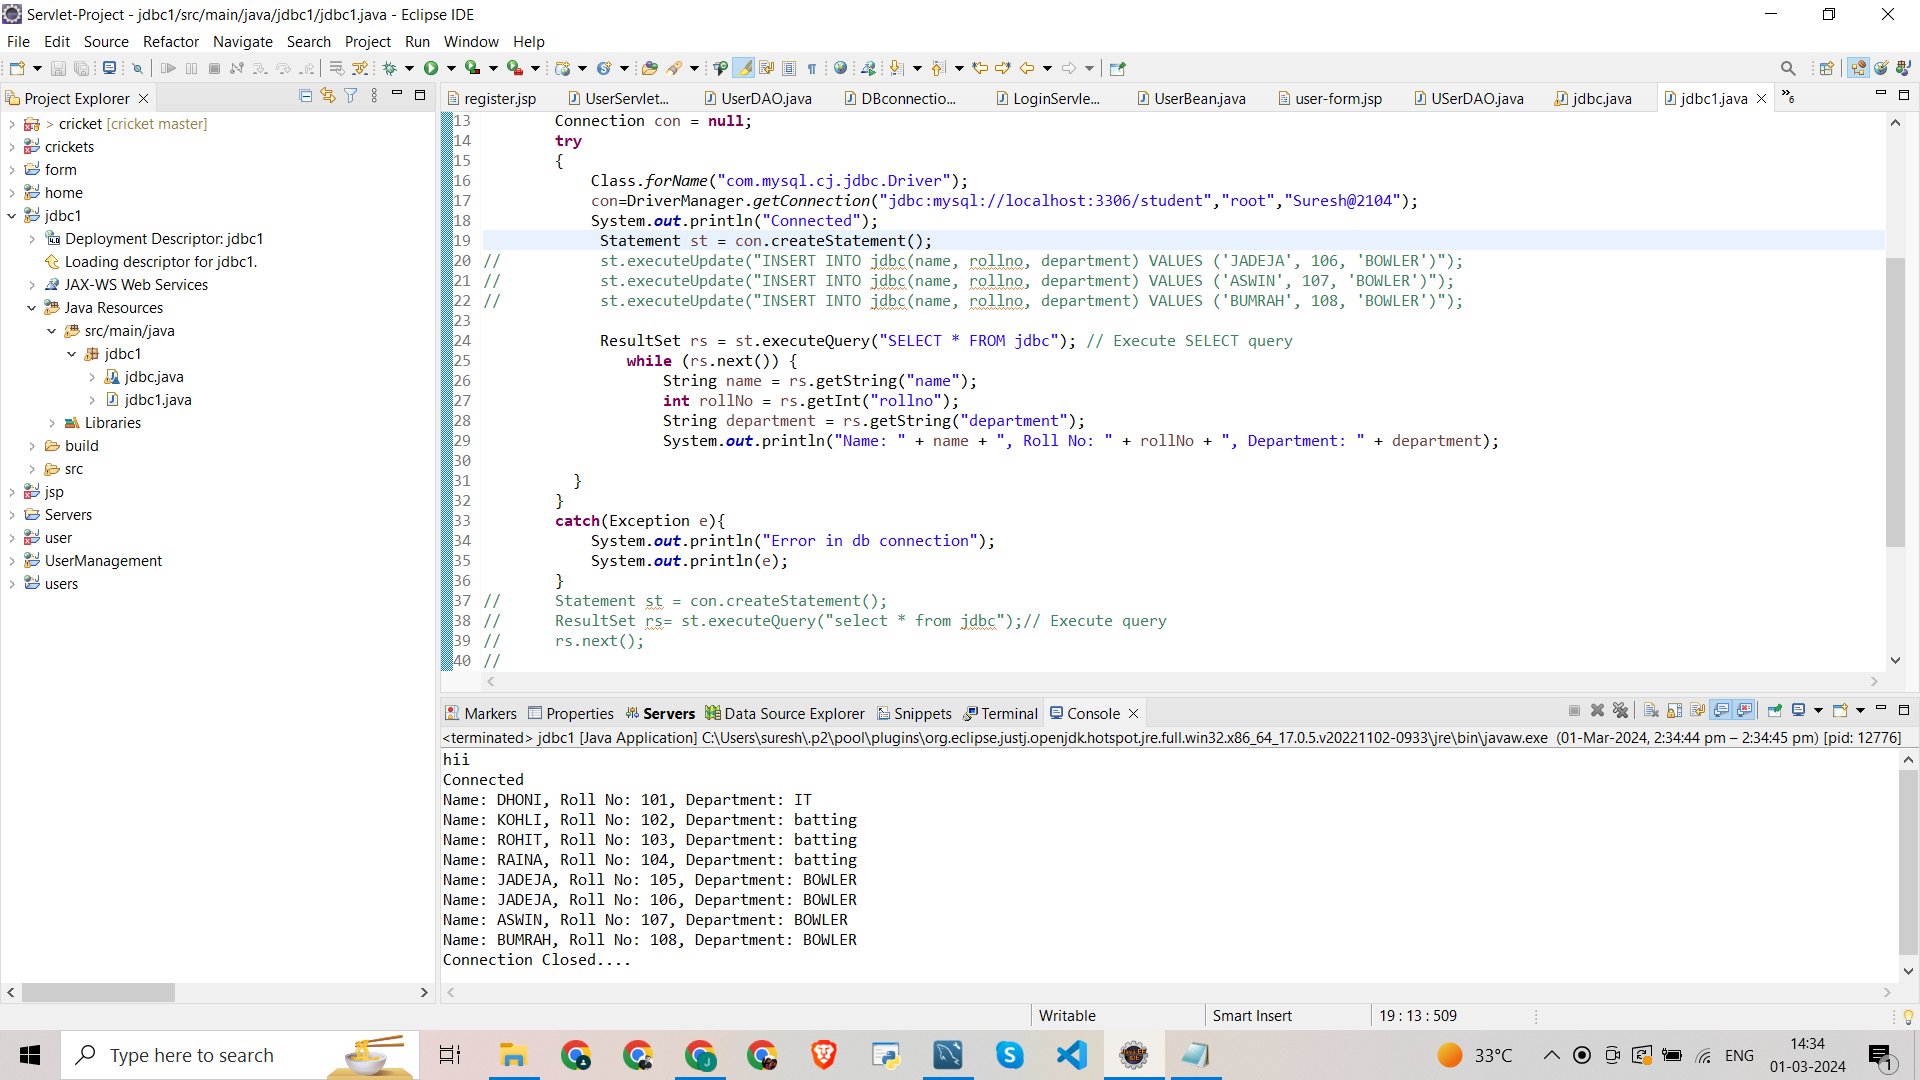 Servlet-Project - jdbc1/src/main/java/jdbc1/jdbc1.java - Eclipse IDE
File Edit Source Refactor Navigate Search Project Run Window Help
Project Explorer
register.jsp UserServlet... UserDAO.java DBconnectio... LoginServle... UserBean.java user-form.jsp USerDAO.java jdbc.java jdbc1.java »6
> cricket [cricket master]
crickets
form
home
jdbc1
Deployment Descriptor: jdbc1
Loading descriptor for jdbc1.
JAX-WS Web Services
Java Resources
src/main/java
jdbc1
jdbc.java
jdbc1.java
Libraries
build
src
jsp
Servers
user
UserManagement
users
13 Connection con = null;
14 try
15 {
16 Class.forName("com.mysql.cj.jdbc.Driver");
17 con=DriverManager.getConnection("jdbc:mysql://localhost:3306/student","root","Suresh@2104");
18 System.out.println("Connected");
19 Statement st = con.createStatement();
20 // st.executeUpdate("INSERT INTO jdbc(name, rollno, department) VALUES ('JADEJA', 106, 'BOWLER')");
21 // st.executeUpdate("INSERT INTO jdbc(name, rollno, department) VALUES ('ASWIN', 107, 'BOWLER')");
22 // st.executeUpdate("INSERT INTO jdbc(name, rollno, department) VALUES ('BUMRAH', 108, 'BOWLER')");
23
24 ResultSet rs = st.executeQuery("SELECT * FROM jdbc"); // Execute SELECT query
25 while (rs.next()) {
26 String name = rs.getString("name");
27 int rollNo = rs.getInt("rollno");
28 String department = rs.getString("department");
29 System.out.println("Name: " + name + ", Roll No: " + rollNo + ", Department: " + department);
30
31 }
32 }
33 catch(Exception e){
34 System.out.println("Error in db connection");
35 System.out.println(e);
36 }
37 // Statement st = con.createStatement();
38 // ResultSet rs= st.executeQuery("select * from jdbc");// Execute query
39 // rs.next();
40 //
Markers Properties Servers Data Source Explorer Snippets Terminal Console
<terminated> jdbc1 [Java Application] C:\Users\suresh\.p2\pool\plugins\org.eclipse.justj.openjdk.hotspot.jre.full.win32.x86_64_17.0.5.v20221102-0933\jre\bin\javaw.exe (01-Mar-2024, 2:34:44 pm – 2:34:45 pm) [pid: 12776]
hii
Connected
Name: DHONI, Roll No: 101, Department: IT
Name: KOHLI, Roll No: 102, Department: batting
Name: ROHIT, Roll No: 103, Department: batting
Name: RAINA, Roll No: 104, Department: batting
Name: JADEJA, Roll No: 105, Department: BOWLER
Name: JADEJA, Roll No: 106, Department: BOWLER
Name: ASWIN, Roll No: 107, Department: BOWLER
Name: BUMRAH, Roll No: 108, Department: BOWLER
Connection Closed....
Writable Smart Insert 19 : 13 : 509
Type here to search
33°C
ENG
14:34
01-03-2024
1